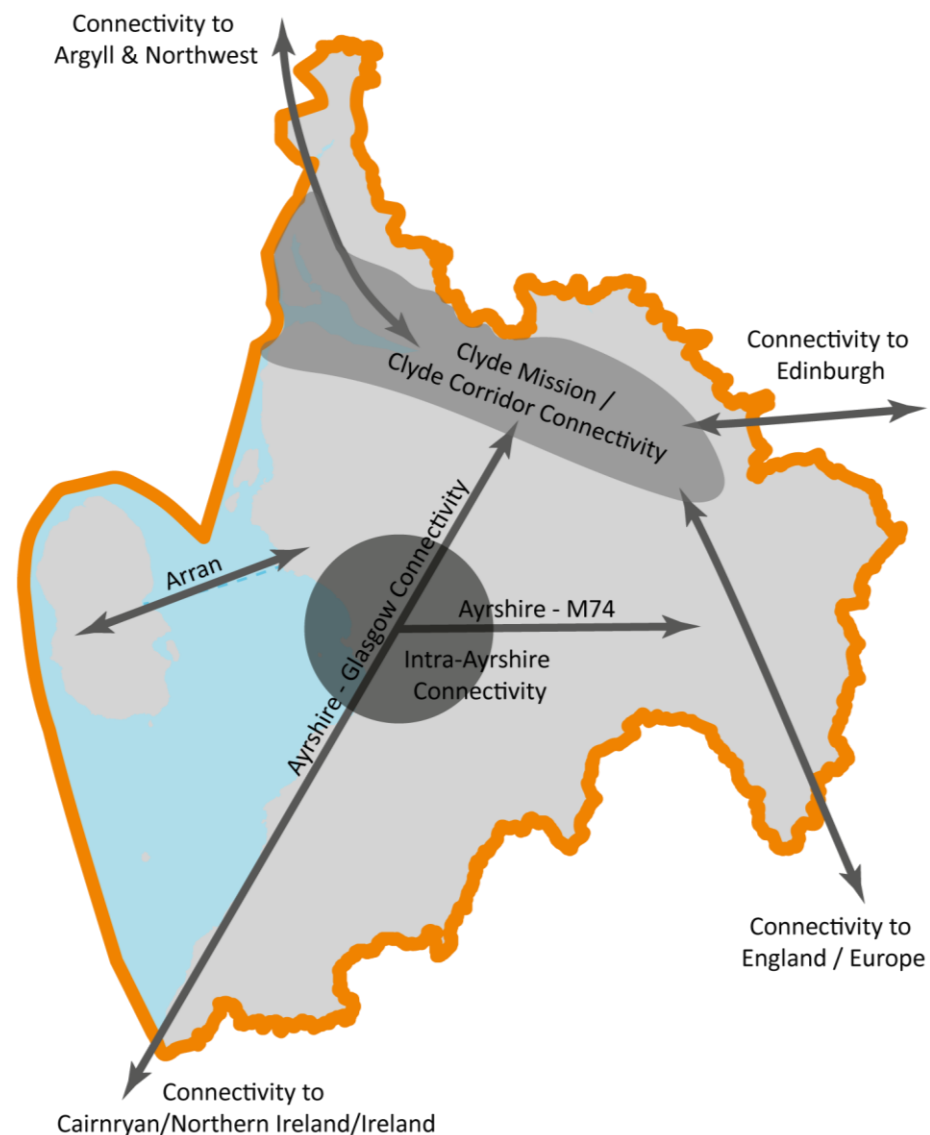 Connectivity to
Argyll & Northwest
Clyde Mission /
Clyde Corridor Connectivity
Connectivity to
Edinburgh
Arran
Ayrshire - Glasgow Connectivity
Ayrshire - M74
Intra-Ayrshire
Connectivity
Connectivity to
England / Europe
Connectivity to
Cairnryan/Northern Ireland/Ireland